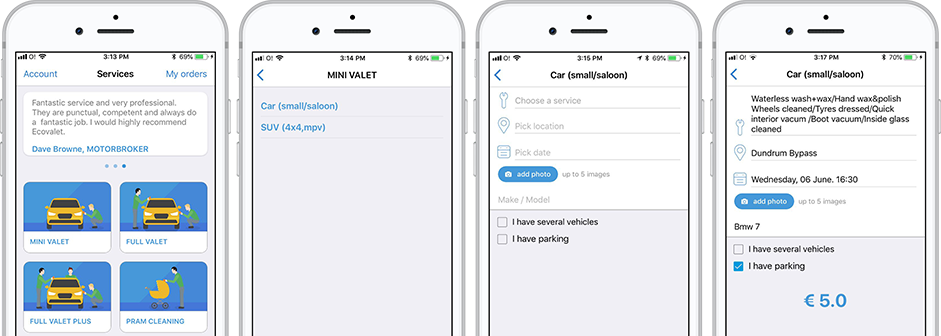 O! 3:13 PM 69%
Account Services My orders
Fantastic service and very professional.
They are punctual, competent and always do
a fantastic job. I would highly recommend
Ecovalet.
Dave Browne, MOTORBROKER
MINI VALET
FULL VALET
FULL VALET PLUS
PRAM CLEANING
O! 3:14 PM 69%
MINI VALET
Car (small/saloon)
SUV (4x4,mpv)
O! 3:15 PM 69%
Car (small/saloon)
Choose a service
Pick location
Pick date
add photo up to 5 images
Make / Model
I have several vehicles
I have parking
O! 3:17 PM 70%
Car (small/saloon)
Waterless wash+wax/Hand wax&polish
Wheels cleaned/Tyres dressed/Quick
interior vacum /Boot vacuum/Inside glass
cleaned
Dundrum Bypass
Wednesday, 06 June. 16:30
add photo up to 5 images
Bmw 7
I have several vehicles
I have parking
€ 5.0